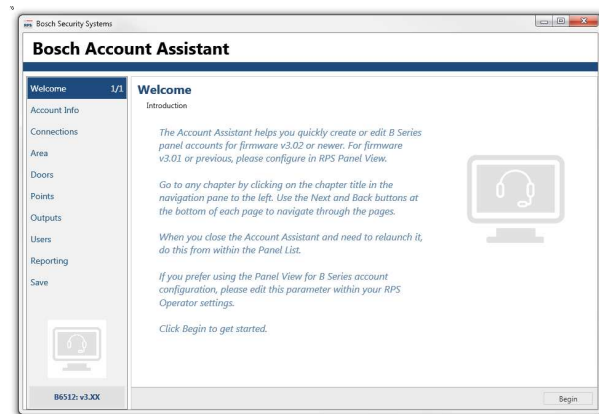 RPS Bosch Security Systems
Bosch Account Assistant
Welcome 1/1
Account Info
Connections
Area
Doors
Points
Outputs
Users
Reporting
Save
B6512: v3.XX
Welcome
Introduction
The Account Assistant helps you quickly create or edit B Series
panel accounts for firmware v3.02 or newer. For firmware
v3.01 or previous, please configure in RPS Panel View.
Go to any chapter by clicking on the chapter title in the
navigation pane to the left. Use the Next and Back buttons at
the bottom of each page to navigate through the pages.
When you close the Account Assistant and need to relaunch it,
do this from within the Panel List.
If you prefer using the Panel View for B Series account
configuration, please edit this parameter within your RPS
Operator settings.
Click Begin to get started.
Begin